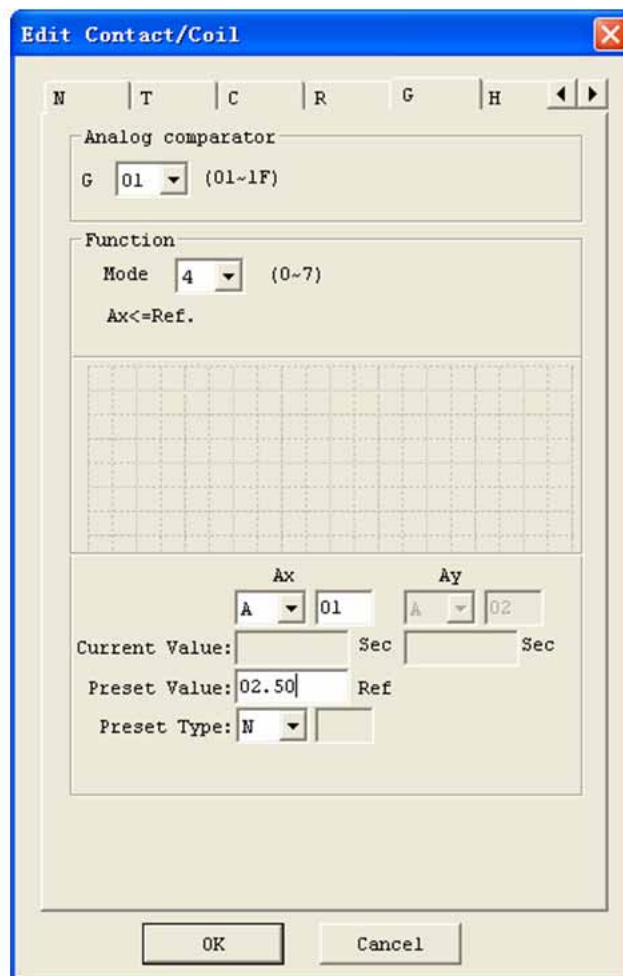 Edit Contact/Coil
N T C R G H
Analog comparator
G 01 (01~1F)
Function
Mode 4 (0~7)
Ax<=Ref.
Ax Ay
A 01 A 02
Current Value: Sec Sec
Preset Value: 02.50 Ref
Preset Type: N
OK Cancel